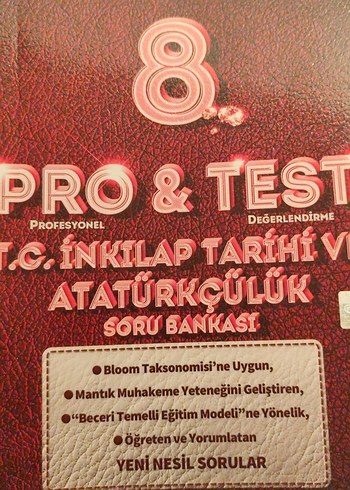 8.
PRO & TEST
PROFESYONEL DEĞERLENDİRME
T.C. İNKILAP TARİHİ VE
ATATÜRKÇÜLÜK
SORU BANKASI
● Bloom Taksonomisi'ne Uygun,
● Mantık Muhakeme Yeteneğini Geliştiren,
● “Beceri Temelli Eğitim Modeli”ne Yönelik,
● Öğreten ve Yorumlatan
YENİ NESİL SORULAR